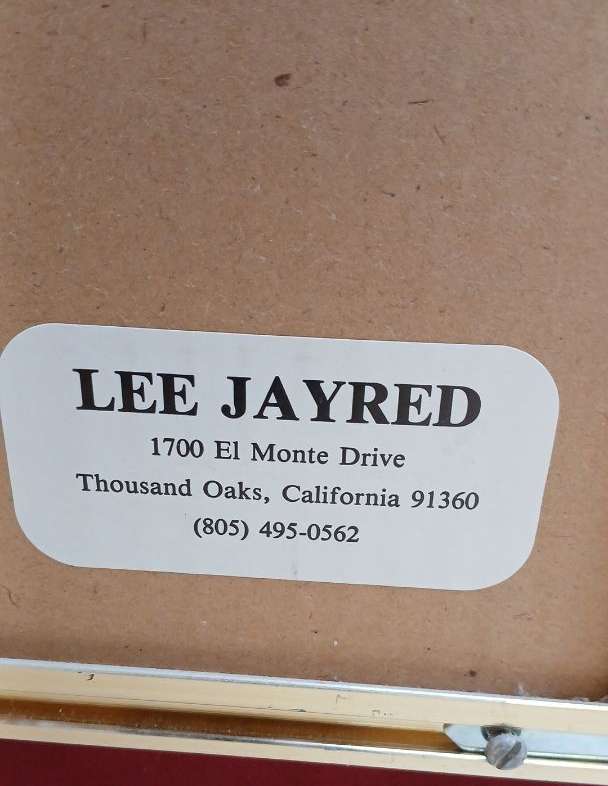 LEE JAYRED
1700 El Monte Drive
Thousand Oaks, California 91360
(805) 495-0562